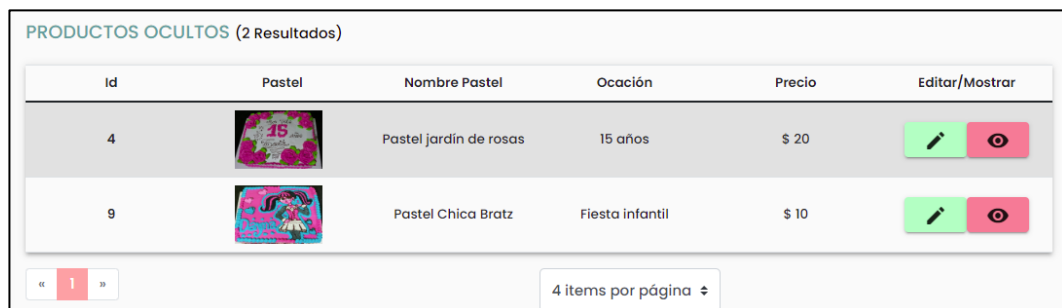 PRODUCTOS OCULTOS (2 Resultados)
Id Pastel Nombre Pastel Ocación Precio Editar/Mostrar
4 15 Pastel jardín de rosas 15 años $ 20
9 Pastel Chica Bratz Fiesta infantil $ 10
« 1 » 4 items por página